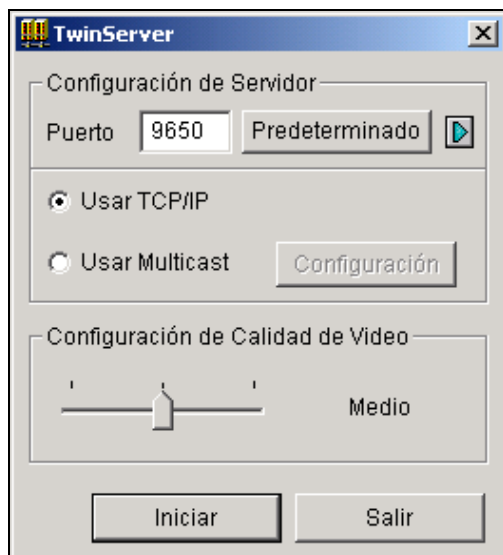 TwinServer
Configuración de Servidor
Puerto 9650 Predeterminado
Usar TCP/IP
Usar Multicast Configuración
Configuración de Calidad de Video
Medio
Iniciar Salir